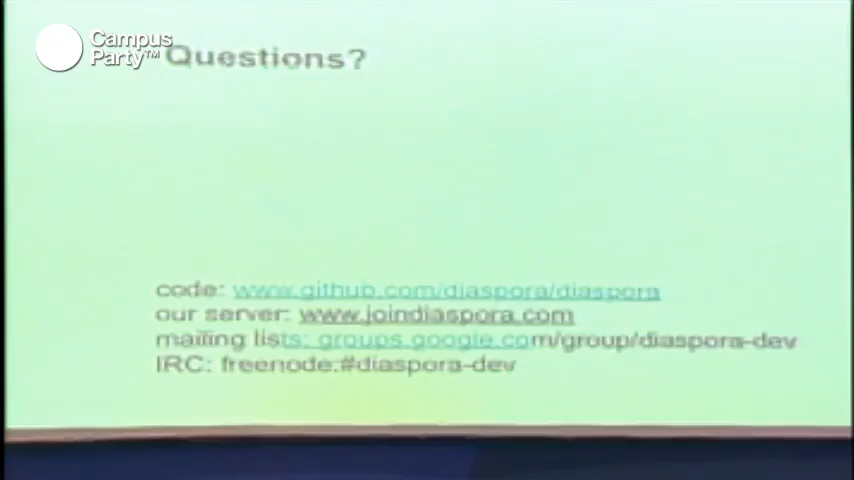 Campus
Party™
Questions?
code: www.github.com/diaspora/diaspora
our server: www.joindiaspora.com
mailing lists: groups.google.com/group/diaspora-dev
IRC: freenode:#diaspora-dev